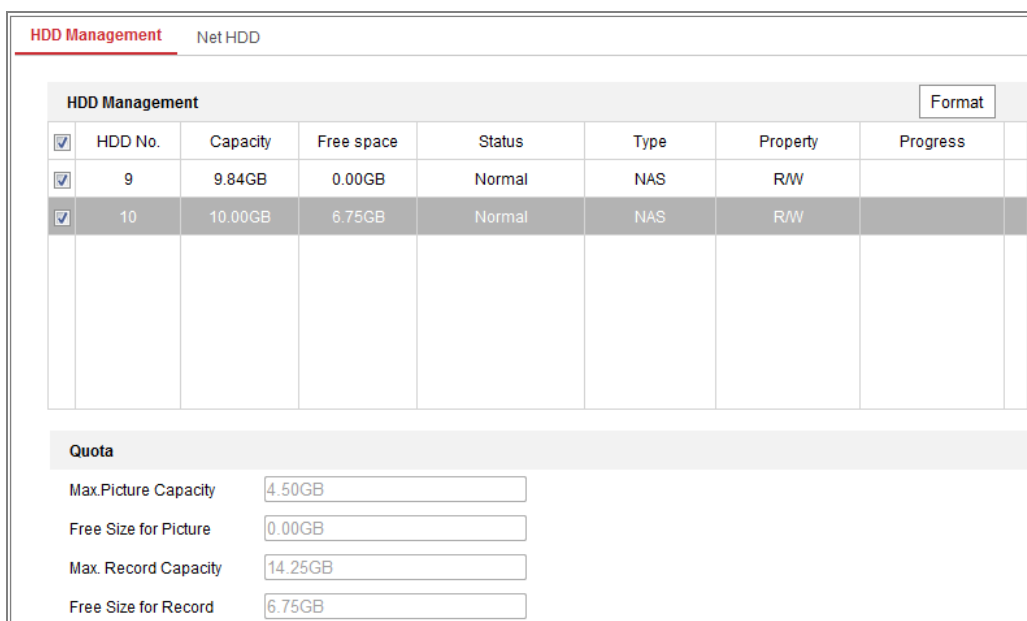 HDD Management Net HDD
HDD Management Format
HDD No. Capacity Free space Status Type Property Progress
9 9.84GB 0.00GB Normal NAS R/W
10 10.00GB 6.75GB Normal NAS R/W
Quota
Max.Picture Capacity 4.50GB
Free Size for Picture 0.00GB
Max. Record Capacity 14.25GB
Free Size for Record 6.75GB